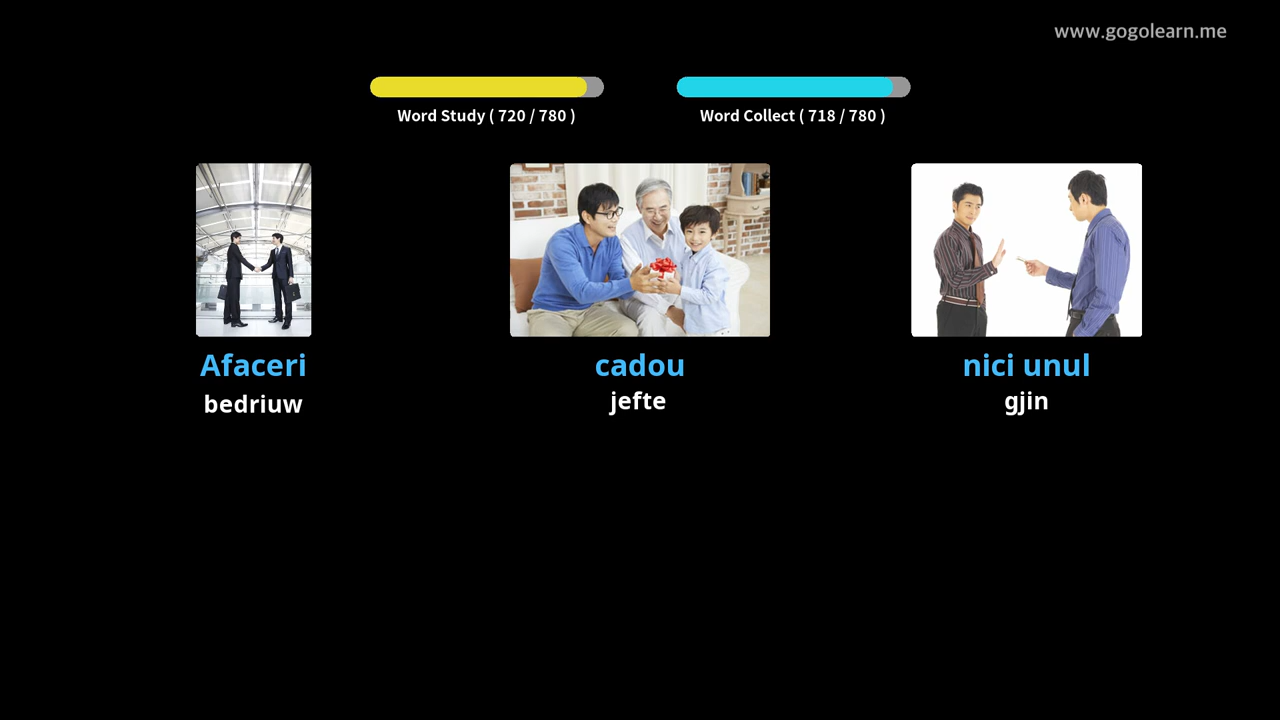 www.gogolearn.me
Word Study ( 720 / 780 )
Word Collect ( 718 / 780 )
Afaceri
cadou
nici unul
bedriuw
jefte
gjin